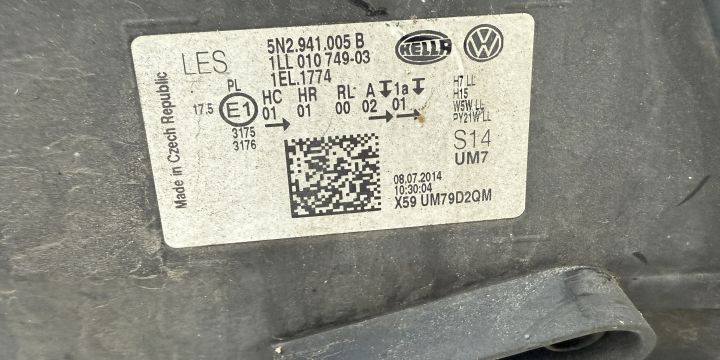 LES
5N2.941.005 B
1LL 010 749-03
1EL.1774
HELLA
VW
Made in Czech Republic
PL
17.5
E1
3175
3176
HC HR RL A 1a
01 01 00 02 01
H7 LL
H15
W5W LL
PY21W LL
S14
UM7
08.07.2014
10:30:04
X59 UM79D2QM